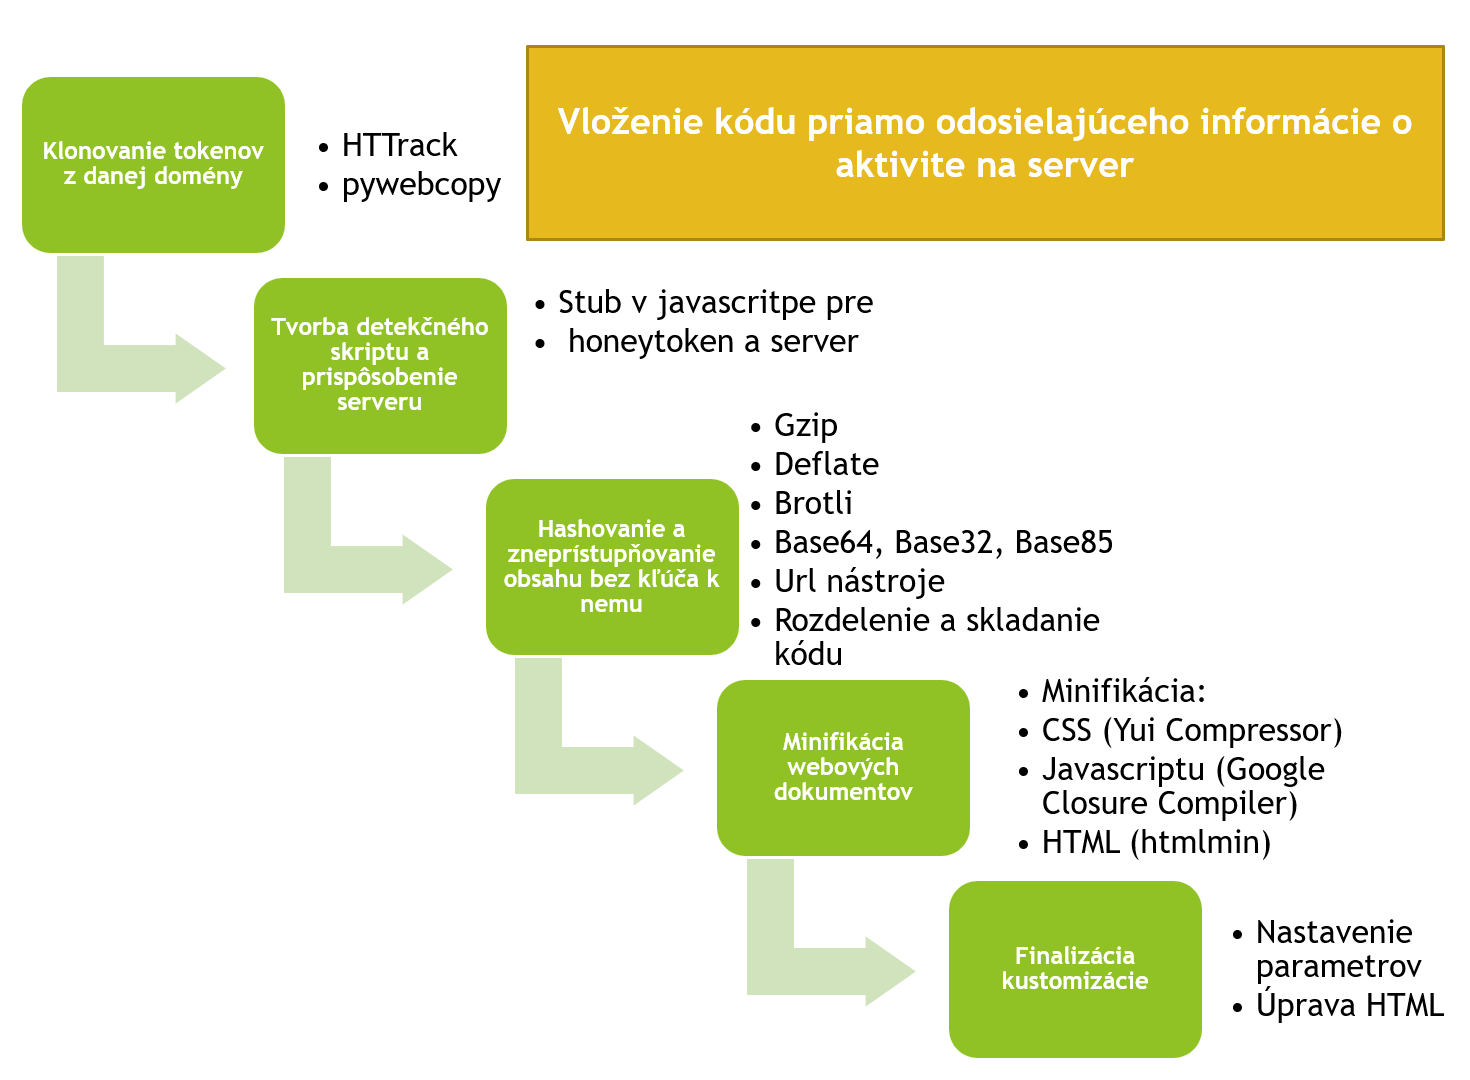 Vloženie kódu priamo odosielajúceho informácie o
aktivite na server
Klonovanie tokenov
z danej domény
• HTTrack
• pywebcopy
Tvorba detekčného
skriptu a
prispôsobenie
serveru
• Stub v javascritpe pre
• honeytoken a server
Hashovanie a
zneprístupňovanie
obsahu bez kľúča k
nemu
• Gzip
• Deflate
• Brotli
• Base64, Base32, Base85
• Url nástroje
• Rozdelenie a skladanie
kódu
Minifikácia
webových
dokumentov
• Minifikácia:
• CSS (Yui Compressor)
• Javascriptu (Google
Closure Compiler)
• HTML (htmlmin)
Finalizácia
kustomizácie
• Nastavenie
parametrov
• Úprava HTML